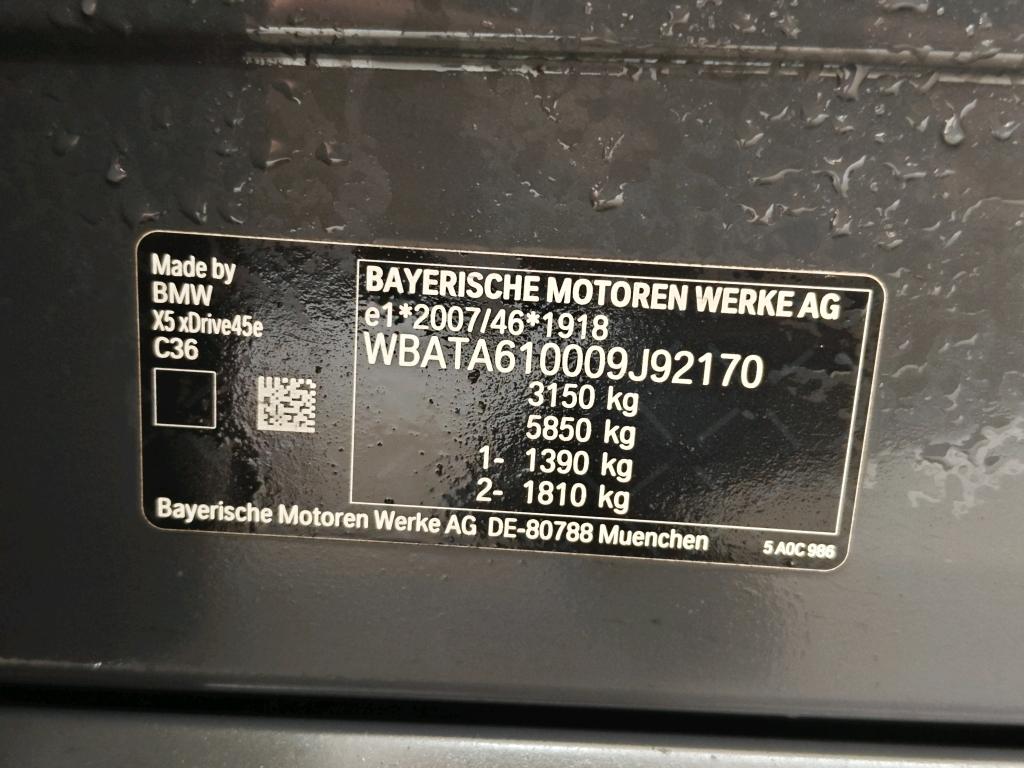 Made by
BMW
X5 xDrive45e
C36
BAYERISCHE MOTOREN WERKE AG
e1*2007/46*1918
WBATA610009J92170
3150 kg
5850 kg
1- 1390 kg
2- 1810 kg
Bayerische Motoren Werke AG DE-80788 Muenchen
5 A0C 986